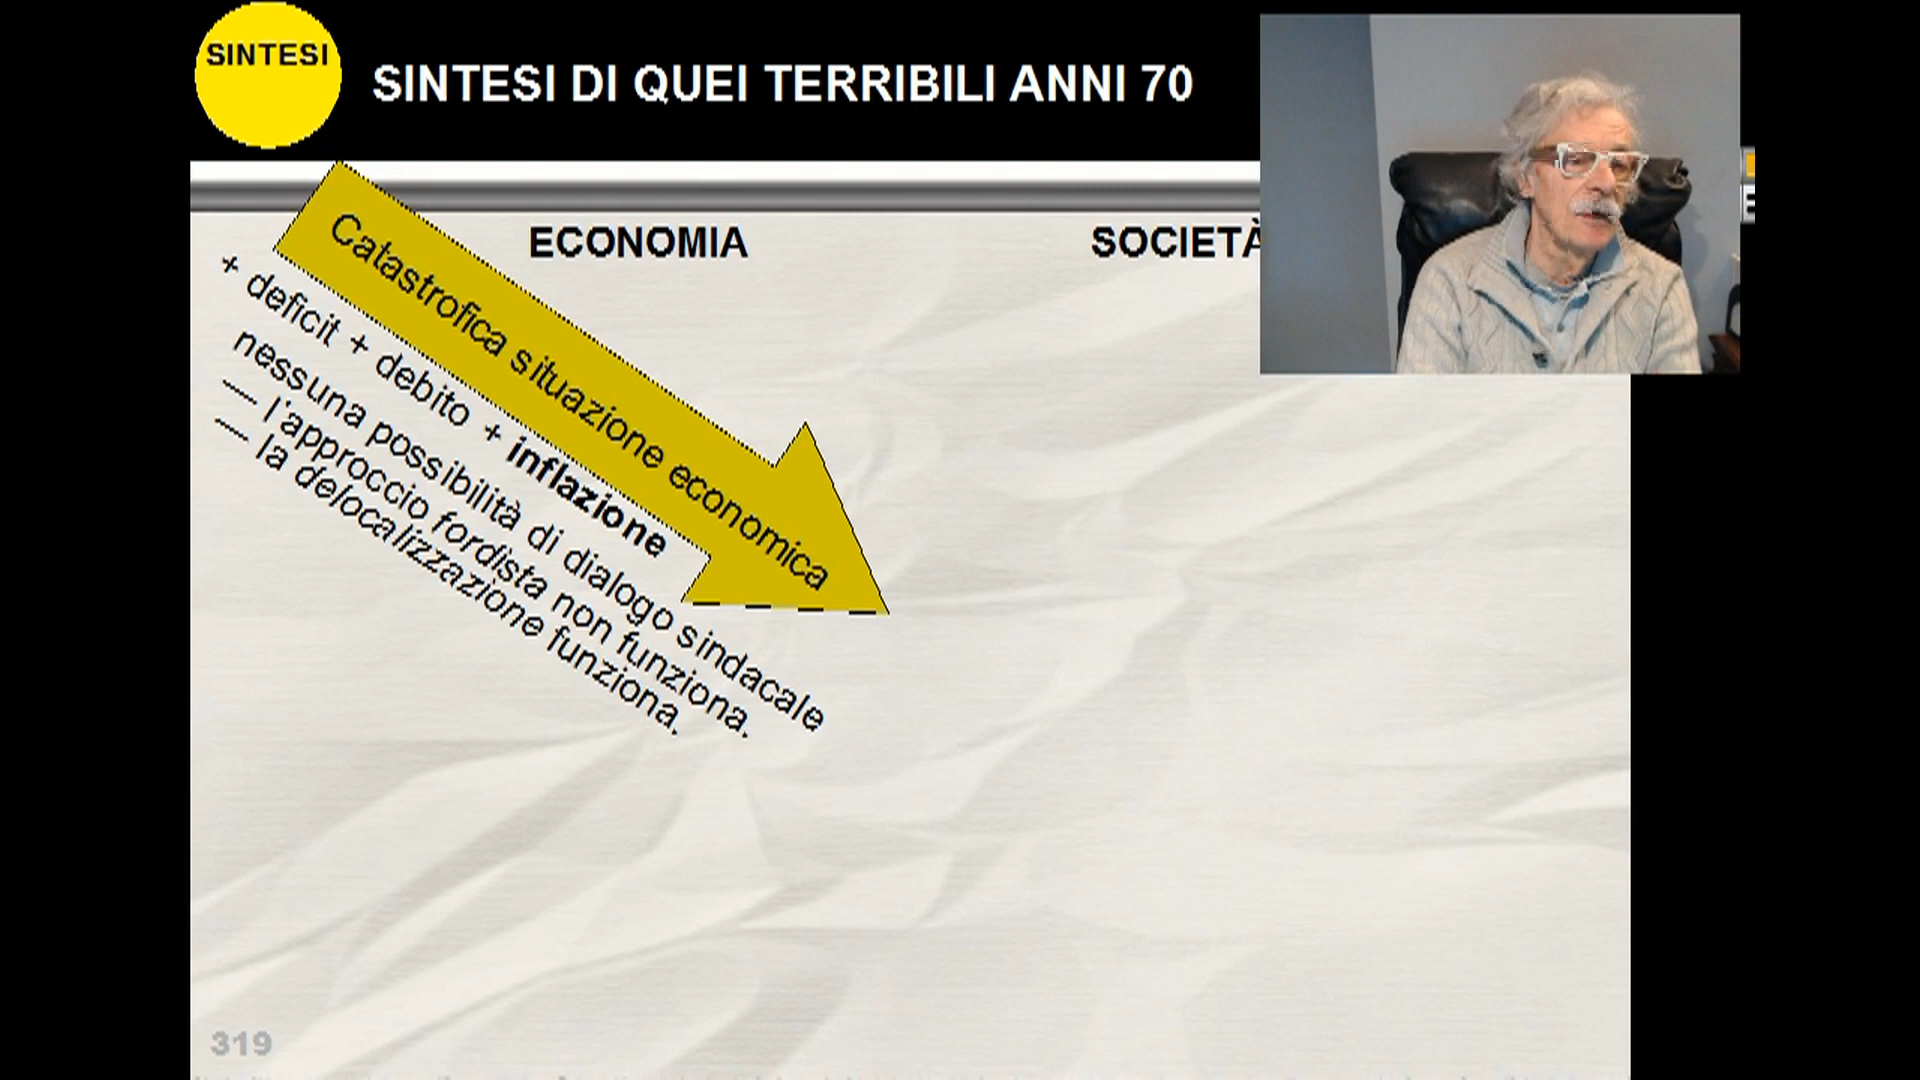 SINTESI
SINTESI DI QUEI TERRIBILI ANNI 70
ECONOMIA
SOCIETÀ
Catastrofica situazione economica
+ deficit + debito + inflazione
nessuna possibilità di dialogo sindacale
— l'approccio fordista non funziona.
— la delocalizzazione funziona.
319